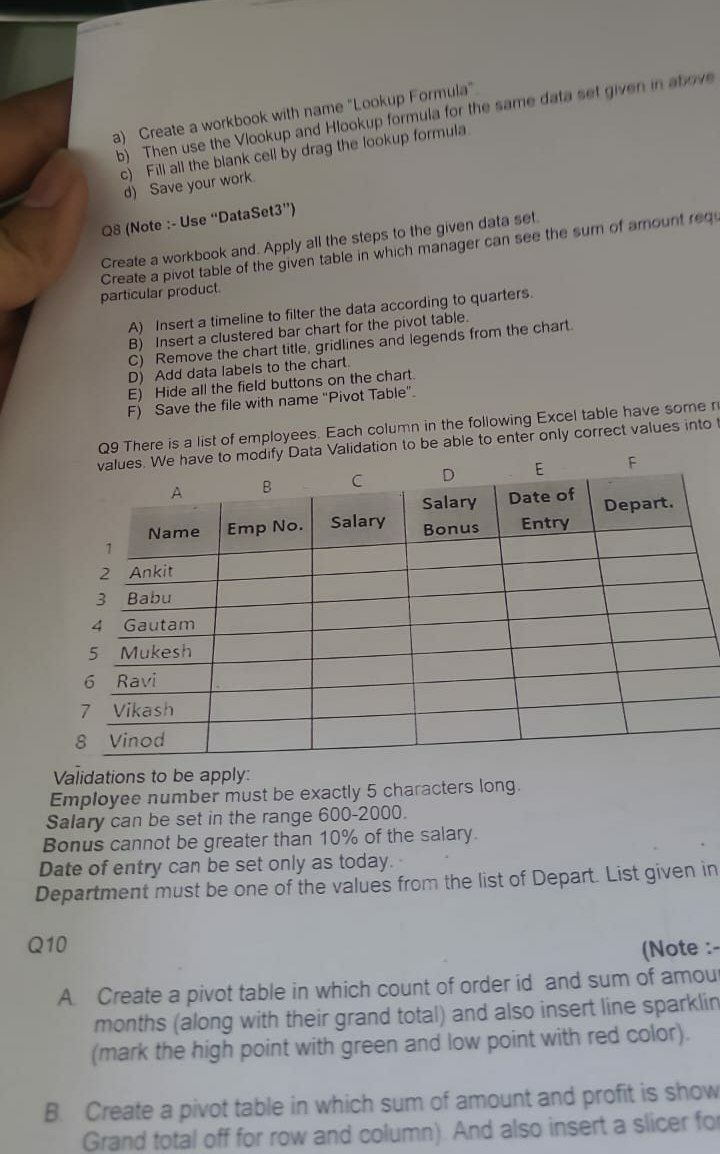 a) Create a workbook with name "Lookup Formula".
b) Then use the Vlookup and Hlookup formula for the same data set given in above
c) Fill all the blank cell by drag the lookup formula.
d) Save your work.
Q8 (Note :- Use “DataSet3”)
Create a workbook and. Apply all the steps to the given data set.
Create a pivot table of the given table in which manager can see the sum of amount
particular product.
A) Insert a timeline to filter the data according to quarters.
B) Insert a clustered bar chart for the pivot table.
C) Remove the chart title, gridlines and legends from the chart.
D) Add data labels to the chart.
E) Hide all the field buttons on the chart.
F) Save the file with name “Pivot Table”.
Q9 There is a list of employees. Each column in the following Excel table have some
values. We have to modify Data Validation to be able to enter only correct values into
A B C D E F
1 Name Emp No. Salary Salary Bonus Date of Entry Depart.
2 Ankit
3 Babu
4 Gautam
5 Mukesh
6 Ravi
7 Vikash
8 Vinod
Validations to be apply:
Employee number must be exactly 5 characters long.
Salary can be set in the range 600-2000.
Bonus cannot be greater than 10% of the salary.
Date of entry can be set only as today.
Department must be one of the values from the list of Depart. List given in
Q10
(Note :-
A. Create a pivot table in which count of order id and sum of
months (along with their grand total) and also insert line
(mark the high point with green and low point with red color).
B. Create a pivot table in which sum of amount and profit is show
Grand total off for row and column). And also insert a slicer for